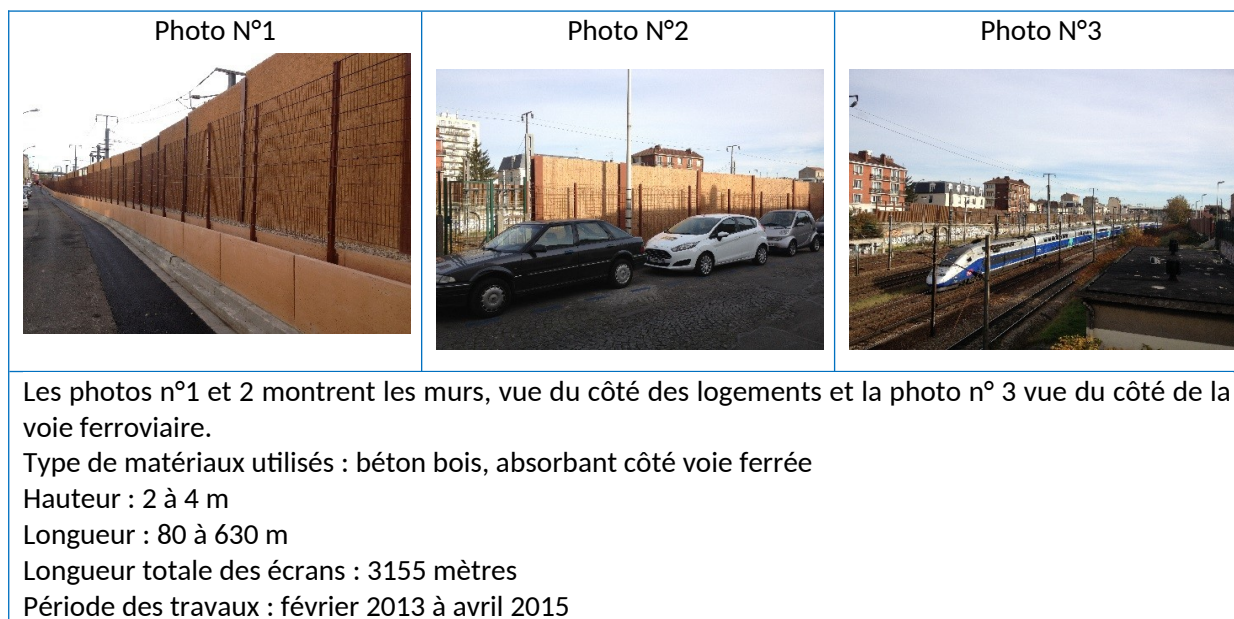 Photo N°1
Photo N°2
Photo N°3
Les photos n°1 et 2 montrent les murs, vue du côté des logements et la photo n° 3 vue du côté de la
voie ferroviaire.
Type de matériaux utilisés : béton bois, absorbant côté voie ferrée
Hauteur : 2 à 4 m
Longueur : 80 à 630 m
Longueur totale des écrans : 3155 mètres
Période des travaux : février 2013 à avril 2015